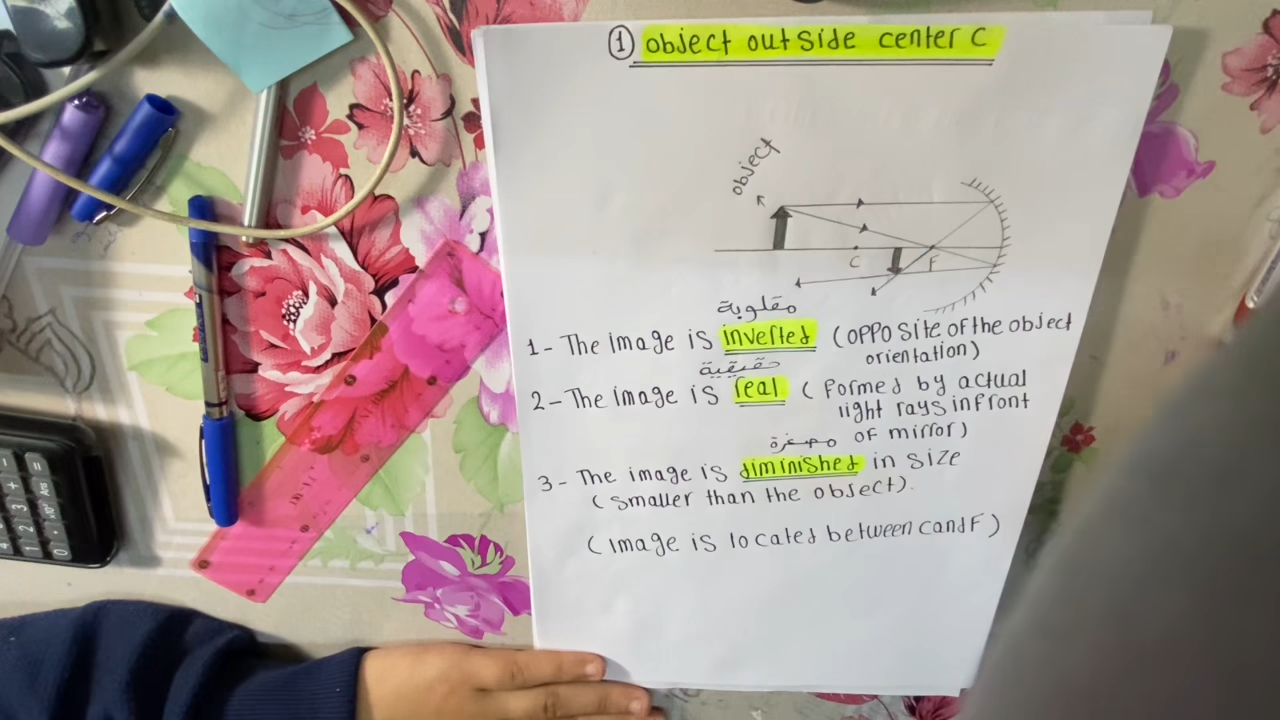 ① object outside center C
object
C
F
مقلوبة
1- The image is inverted (opposite of the object
orientation)
حقيقية
2- The image is real (formed by actual
light rays infront
of mirror)
مصغرة
3- The image is diminished in size
(smaller than the object).
(image is located between c and F)